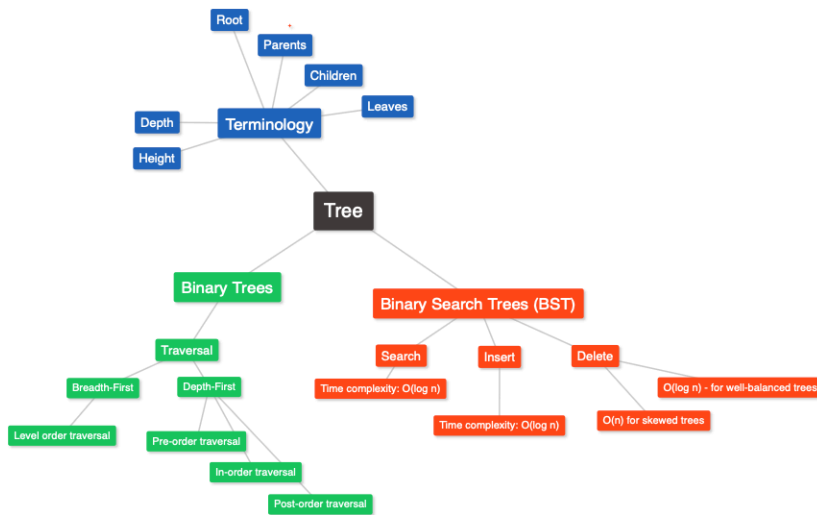 Root
Parents
Children
Leaves
Depth
Terminology
Height
Tree
Binary Trees
Binary Search Trees (BST)
Traversal
Search
Insert
Delete
Breadth-First
Depth-First
Time complexity: O(log n)
O(log n) - for well-balanced trees
Level order traversal
Pre-order traversal
Time complexity: O(log n)
O(n) for skewed trees
In-order traversal
Post-order traversal